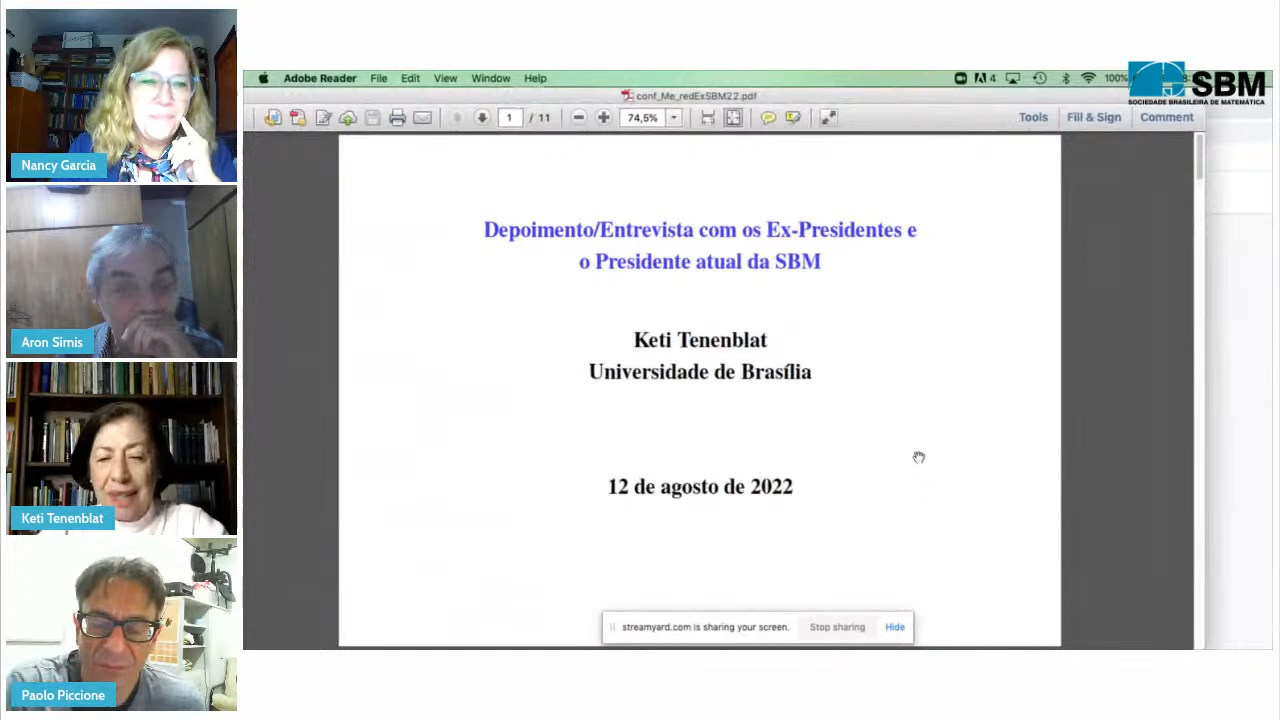 Nancy Garcia
Aron Simis
Keti Tenenblat
Paolo Piccione
SBM
SOCIEDADE BRASILEIRA DE MATEMÁTICA
Adobe Reader File Edit View Window Help
4 100%
conf_Me_redExSBM22.pdf
1 / 11 74,5% Tools Fill & Sign Comment
Depoimento/Entrevista com os Ex-Presidentes e
o Presidente atual da SBM
Keti Tenenblat
Universidade de Brasília
12 de agosto de 2022
streamyard.com is sharing your screen. Stop sharing Hide